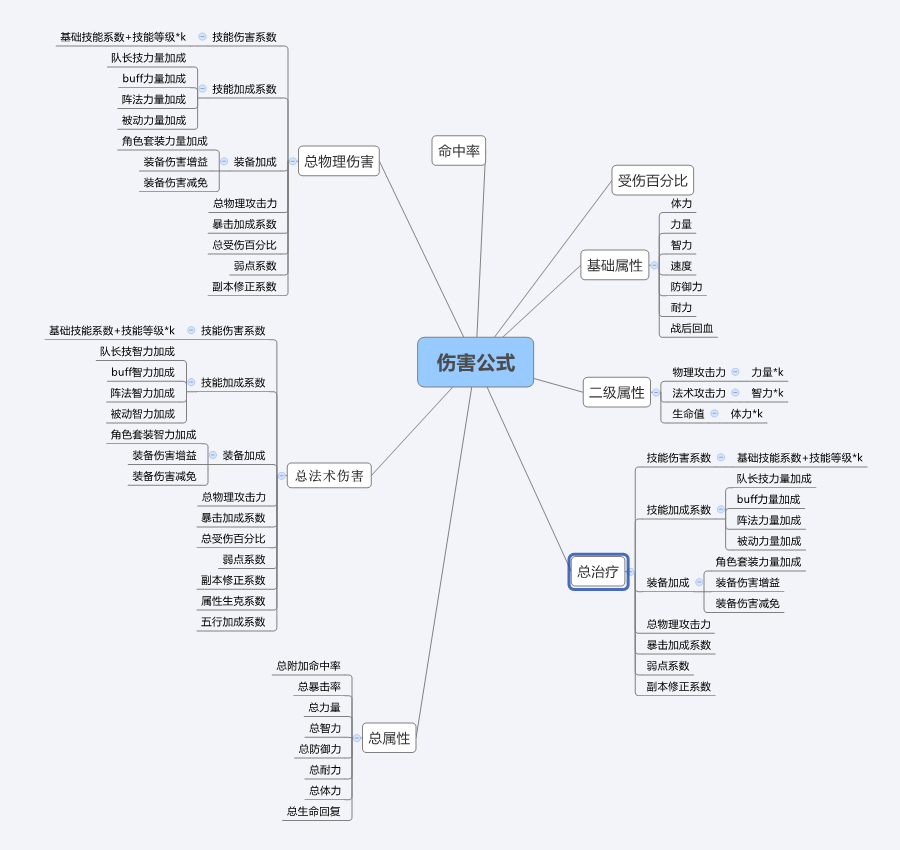 伤害公式
命中率
受伤百分比
基础属性
体力
力量
智力
速度
防御力
耐力
战后回血
二级属性
物理攻击力
力量*k
法术攻击力
智力*k
生命值
体力*k
总治疗
技能伤害系数
基础技能系数+技能等级*k
技能加成系数
队长技力量加成
buff力量加成
阵法力量加成
被动力量加成
装备加成
角色套装力量加成
装备伤害增益
装备伤害减免
总物理攻击力
暴击加成系数
弱点系数
副本修正系数
总物理伤害
技能伤害系数
基础技能系数+技能等级*k
技能加成系数
队长技力量加成
buff力量加成
阵法力量加成
被动力量加成
装备加成
角色套装力量加成
装备伤害增益
装备伤害减免
总物理攻击力
暴击加成系数
总受伤百分比
弱点系数
副本修正系数
总法术伤害
技能伤害系数
基础技能系数+技能等级*k
技能加成系数
队长技智力加成
buff智力加成
阵法智力加成
被动智力加成
装备加成
角色套装智力加成
装备伤害增益
装备伤害减免
总物理攻击力
暴击加成系数
总受伤百分比
弱点系数
副本修正系数
属性生克系数
五行加成系数
总属性
总附加命中率
总暴击率
总力量
总智力
总防御力
总耐力
总体力
总生命回复